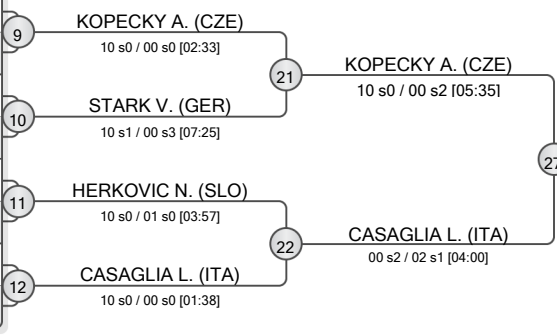 KOPECKY A. (CZE)
9
10 s0 / 00 s0 [02:33]
21
KOPECKY A. (CZE)
10 s0 / 00 s2 [05:35]
STARK V. (GER)
10
10 s1 / 00 s3 [07:25]
27
HERKOVIC N. (SLO)
11
10 s0 / 01 s0 [03:57]
22
CASAGLIA L. (ITA)
00 s2 / 02 s1 [04:00]
CASAGLIA L. (ITA)
12
10 s0 / 00 s0 [01:38]